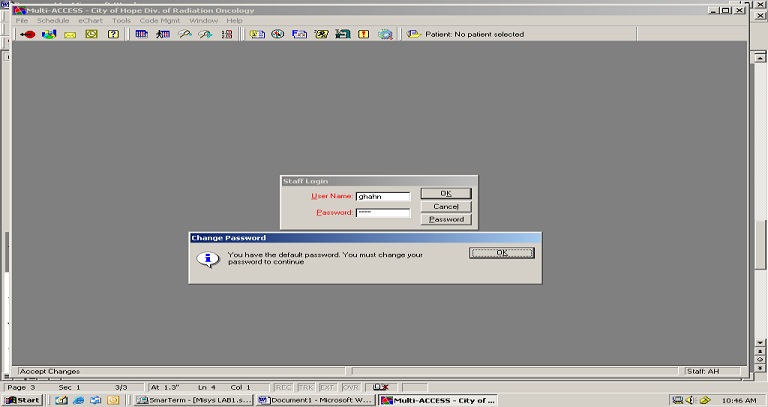 Multi-ACCESS - City of Hope Div. of Radiation Oncology
File Schedule eChart Tools Code Mgmt Window Help
Patient: No patient selected
Staff Login
User Name: ghahn OK
Cancel
Password: ***** Password
Change Password
You have the default password. You must change your
password to continue
OK
Accept Changes Staff: AH
Page 3 Sec 1 3/3 At 1.3" Ln 4 Col 1 REC TRK EXT OVR
Start SmarTerm - [Misys LAB1.s... Document1 - Microsoft W... Multi-ACCESS - City of ... 10:46 AM